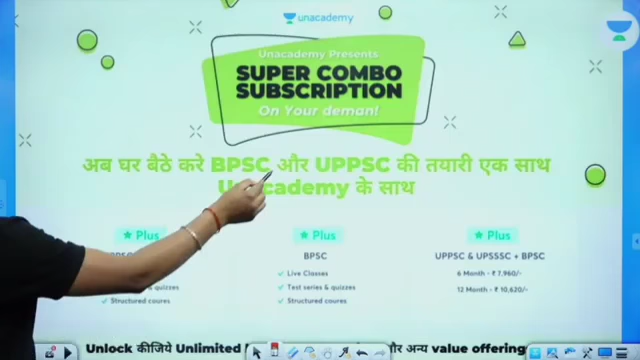 unacademy
Unacademy Presents
SUPER COMBO
SUBSCRIPTION
On Your deman!
अब घर बैठे करे BPSC और UPPSC की तयारी एक साथ
Unacademy के साथ
Plus
Plus
Plus
BPSC
UPPSC & UPSSSC + BPSC
Live Classes
6 Month - ₹ 7,960/-
& quizzes
Test series & quizzes
12 Month - ₹ 10,620/-
Structured coures
Structured coures
Unlock कीजिये Unlimited
और अन्य value offering